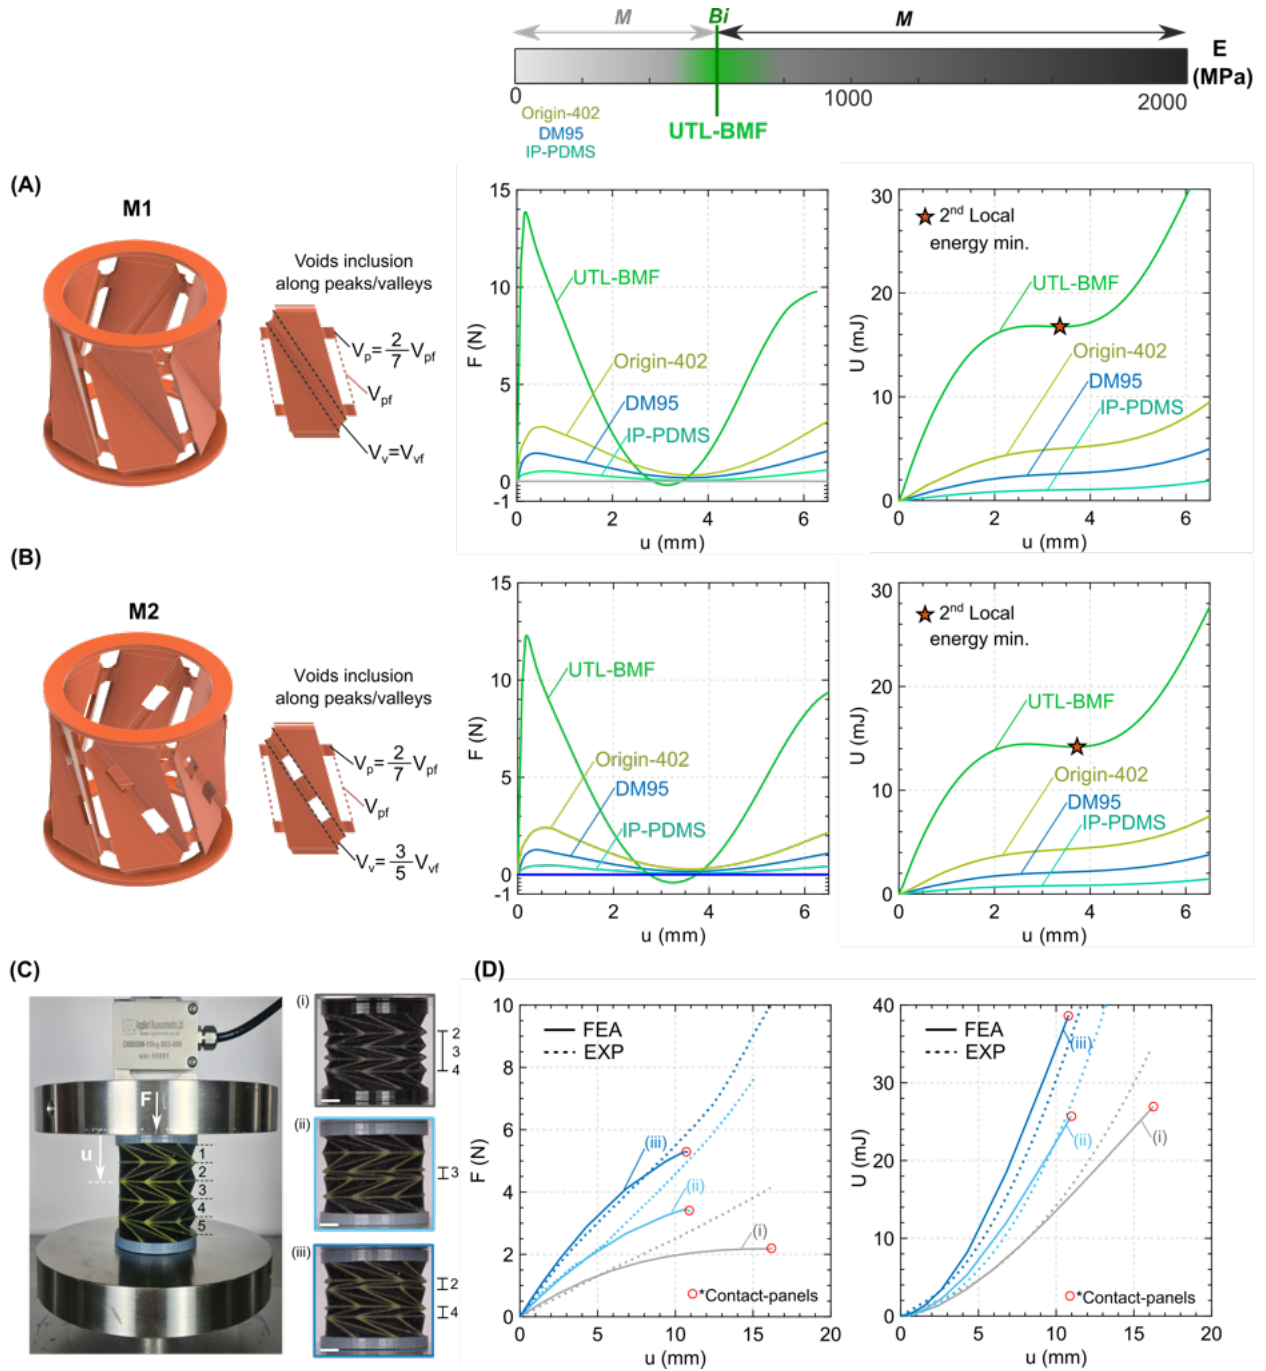 M Bi M
E
(MPa)
0 1000 2000
Origin-402
DM95
IP-PDMS
UTL-BMF
(A)
M1
Voids inclusion
along peaks/valleys
Vp= 2/7 Vpf
Vpf
Vv=Vvf
15
10
5
0
-1
F (N)
UTL-BMF
Origin-402
DM95
IP-PDMS
0 2 4 6
u (mm)
30
20
10
0
U (mJ)
2nd Local
energy min.
UTL-BMF
Origin-402
DM95
IP-PDMS
0 2 4 6
u (mm)
(B)
M2
Voids inclusion
along peaks/valleys
Vp= 2/7 Vpf
Vpf
Vv= 3/5 Vvf
15
10
5
0
-1
F (N)
UTL-BMF
Origin-402
DM95
IP-PDMS
0 2 4 6
u (mm)
30
20
10
0
U (mJ)
2nd Local
energy min.
UTL-BMF
Origin-402
DM95
IP-PDMS
0 2 4 6
u (mm)
(C)
Applied Measurements Ltd
F
u
1
2
3
4
5
(i)
2
3
4
(ii)
3
(iii)
2
4
(D)
10
8
6
4
2
0
F (N)
FEA
EXP
(iii)
(ii)
(i)
*Contact-panels
0 5 10 15 20
u (mm)
40
30
20
10
0
U (mJ)
FEA
EXP
(iii)
(ii)
(i)
*Contact-panels
0 5 10 15 20
u (mm)